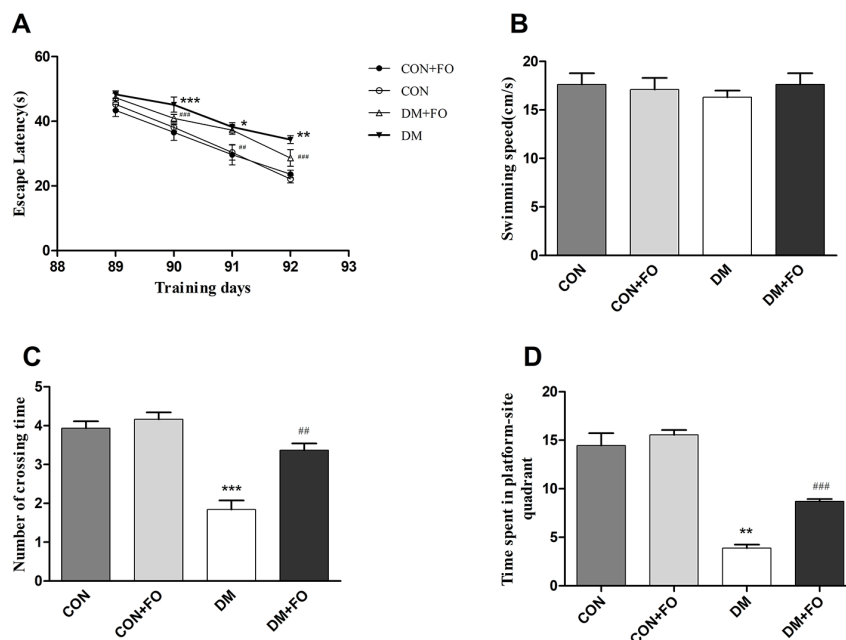 A
60
40
20
0
Escape Latency(s)
88
89
90
91
92
93
Training days
***
###
*
##
**
###
CON+FO
CON
DM+FO
DM
B
20
15
10
5
0
Swimming speed(cm/s)
CON
CON+FO
DM
DM+FO
C
5
4
3
2
1
0
Number of crossing time
***
##
CON
CON+FO
DM
DM+FO
D
20
15
10
5
0
Time spent in platform-site
quadrant
**
###
CON
CON+FO
DM
DM+FO